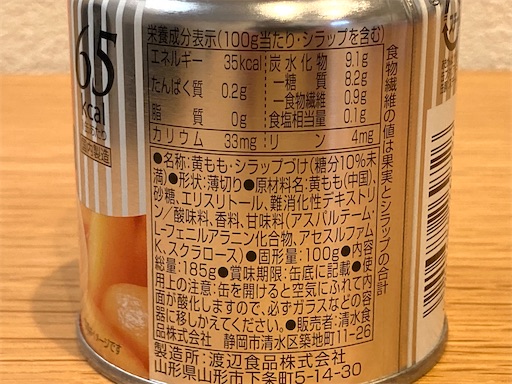 65
kcal
栄養成分表示(100g当たり・シラップを含む)
エネルギー 35kcal
たんぱく質 0.2g
脂質 0g
カリウム 33mg
炭水化物 9.1g
ー糖質 8.2g
ー食物繊維 0.9g
食塩相当量 0.1g
リン 4mg
食物繊維の値は果実とシラップの合計
●名称:黄もも・シラップづけ(糖分10%未
満)●形状:薄切り●原材料名:黄もも(中国)、
砂糖、エリスリトール、難消化性デキストリ
ン/酸味料、香料、甘味料(アスパルテーム・
L-フェニルアラニン化合物、アセスルファム
K、スクラロース)●固形量:100g●内容
総量:185g●賞味期限:缶底に記載●使
用上の注意:缶を開けると空気にふれて内
面が酸化しますので、必ずガラスなどの容
器に移しかえてください。●販売者:清水食
品株式会社 静岡市清水区築地町11-26
製造所:渡辺食品株式会社
山形県山形市下条町5-14-30